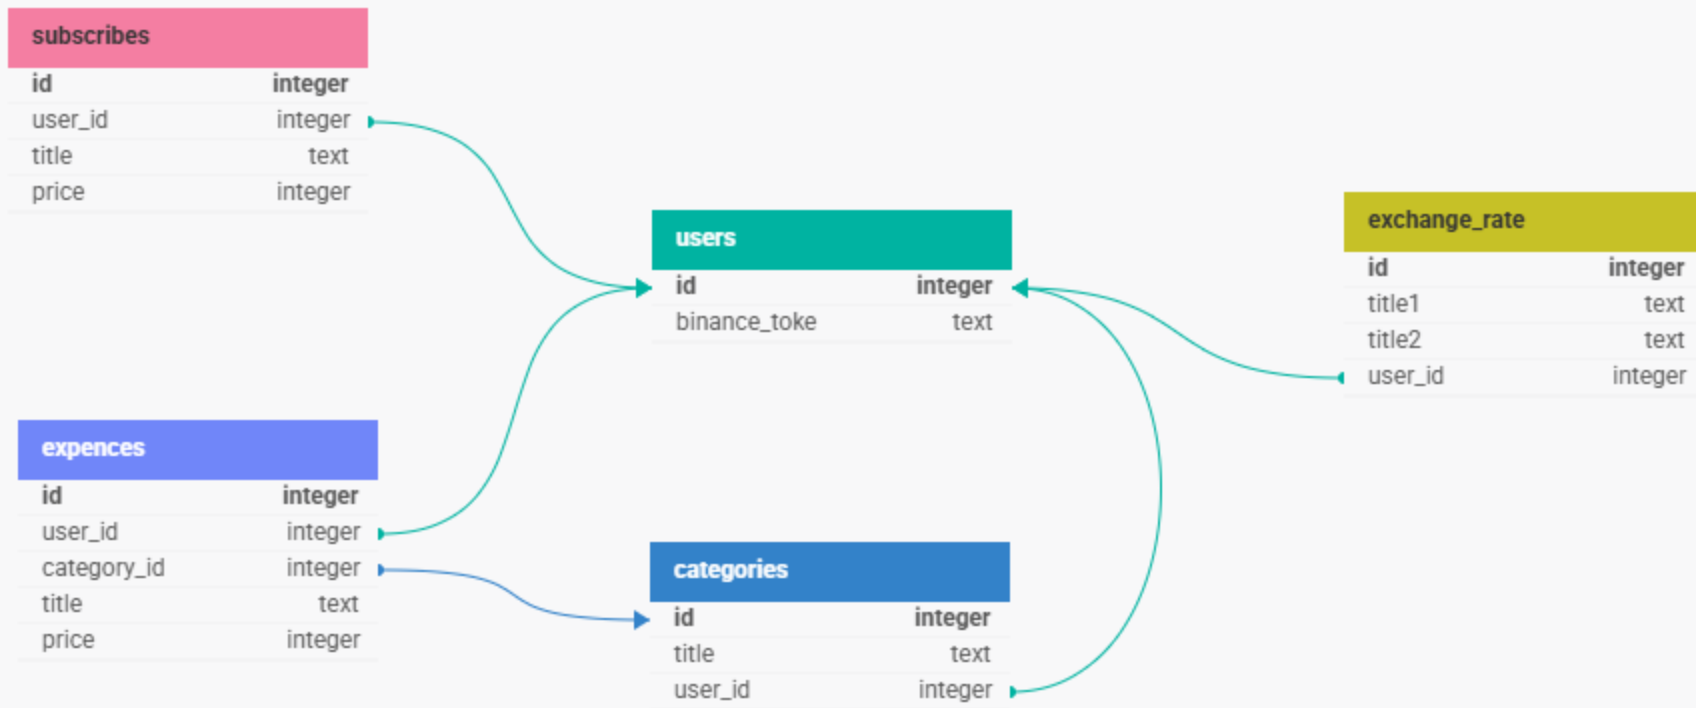 subscribes
id integer
user_id integer
title text
price integer
users
id integer
binance_toke text
exchange_rate
id integer
title1 text
title2 text
user_id integer
expences
id integer
user_id integer
category_id integer
title text
price integer
categories
id integer
title text
user_id integer